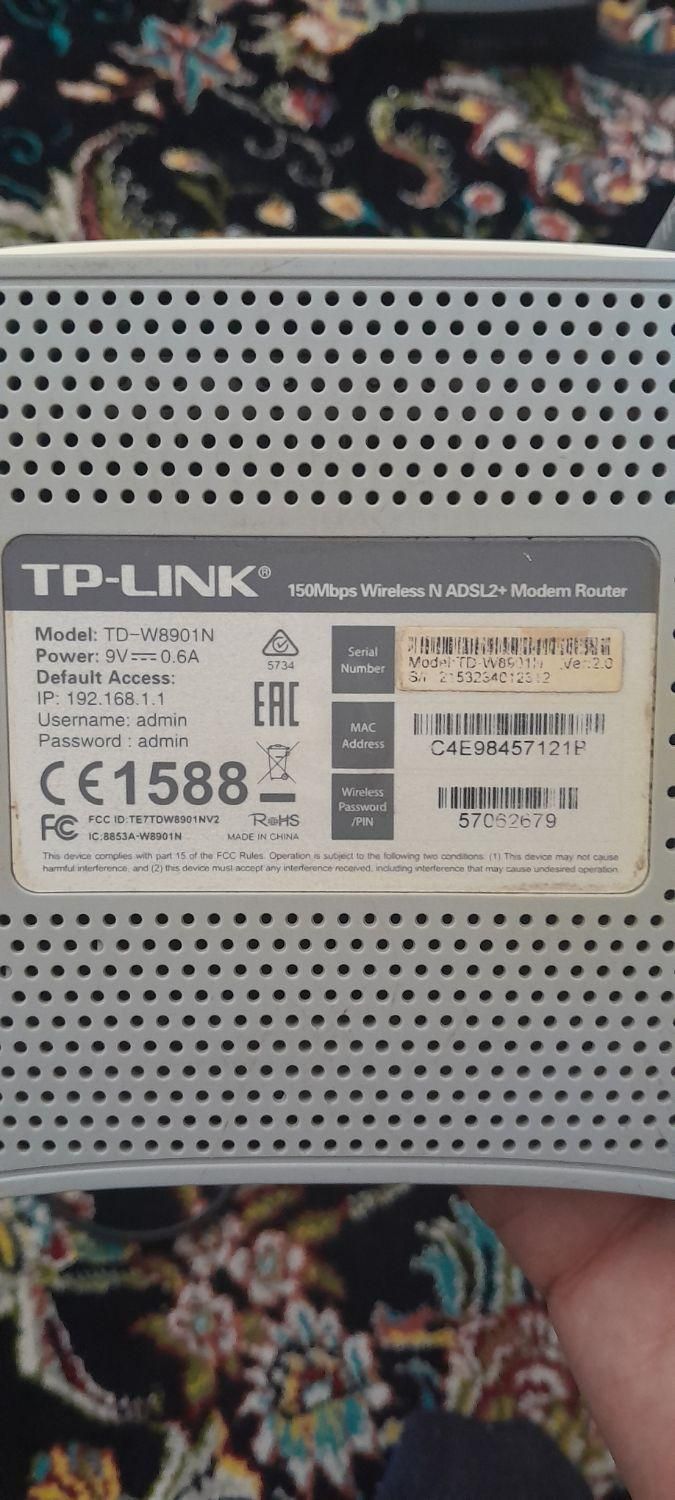 TP-LINK® 150Mbps Wireless N ADSL2+ Modem Router
Model: TD-W8901N
Power: 9V⎓0.6A
Default Access:
IP: 192.168.1.1
Username: admin
Password : admin
5734
EAC
CE1588
FC FCC ID:TE7TDW8901NV2
IC:8853A-W8901N
RoHS
MADE IN CHINA
Serial
Number
Model:TD-W8901N Ver:2.0
S/N: 2153234012312
MAC
Address
C4E98457121B
Wireless
Password
/PIN
57062679
This device complies with part 15 of the FCC Rules. Operation is subject to the following two conditions: (1) This device may not cause
harmful interference, and (2) this device must accept any interference received, including interference that may cause undesired operation.